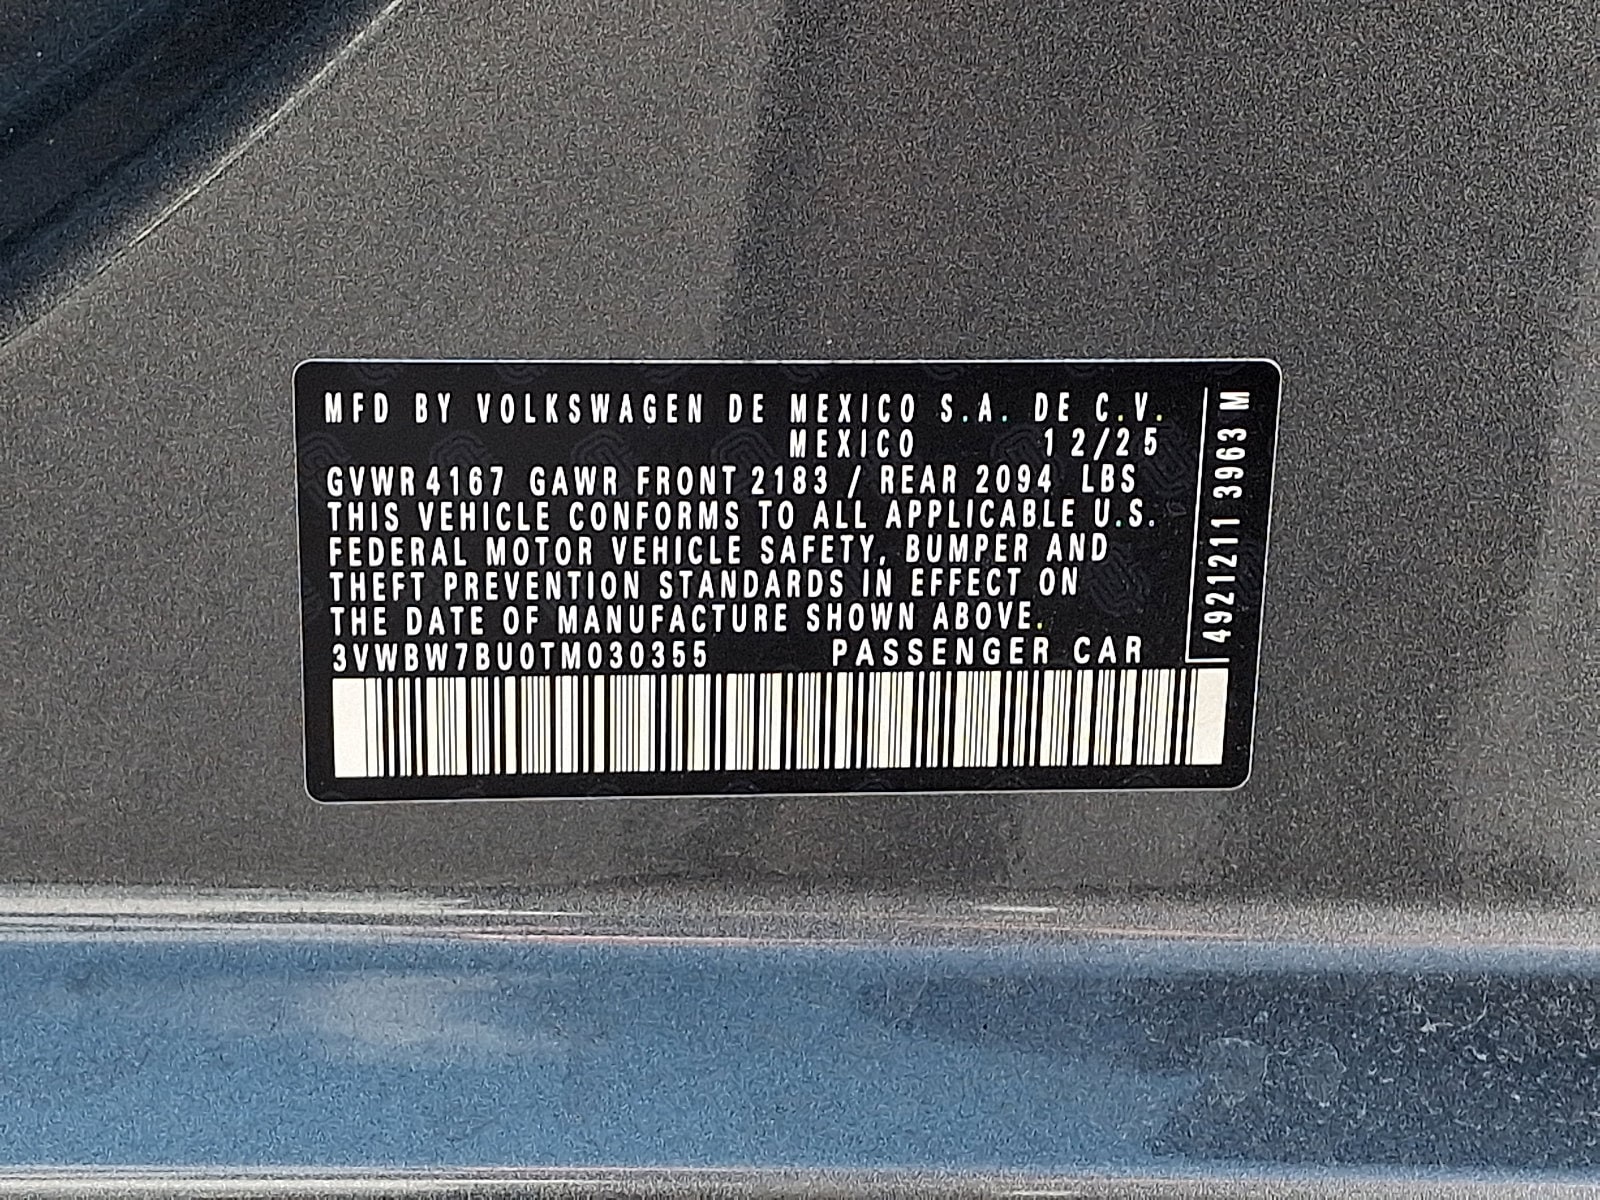 MFD BY VOLKSWAGEN DE MEXICO S.A. DE C.V.
MEXICO 12/25
GVWR 4167 GAWR FRONT 2183 / REAR 2094 LBS
THIS VEHICLE CONFORMS TO ALL APPLICABLE U.S.
FEDERAL MOTOR VEHICLE SAFETY, BUMPER AND
THEFT PREVENTION STANDARDS IN EFFECT ON
THE DATE OF MANUFACTURE SHOWN ABOVE.
3VWBW7BU0TM030355 PASSENGER CAR
4921211 3963 M